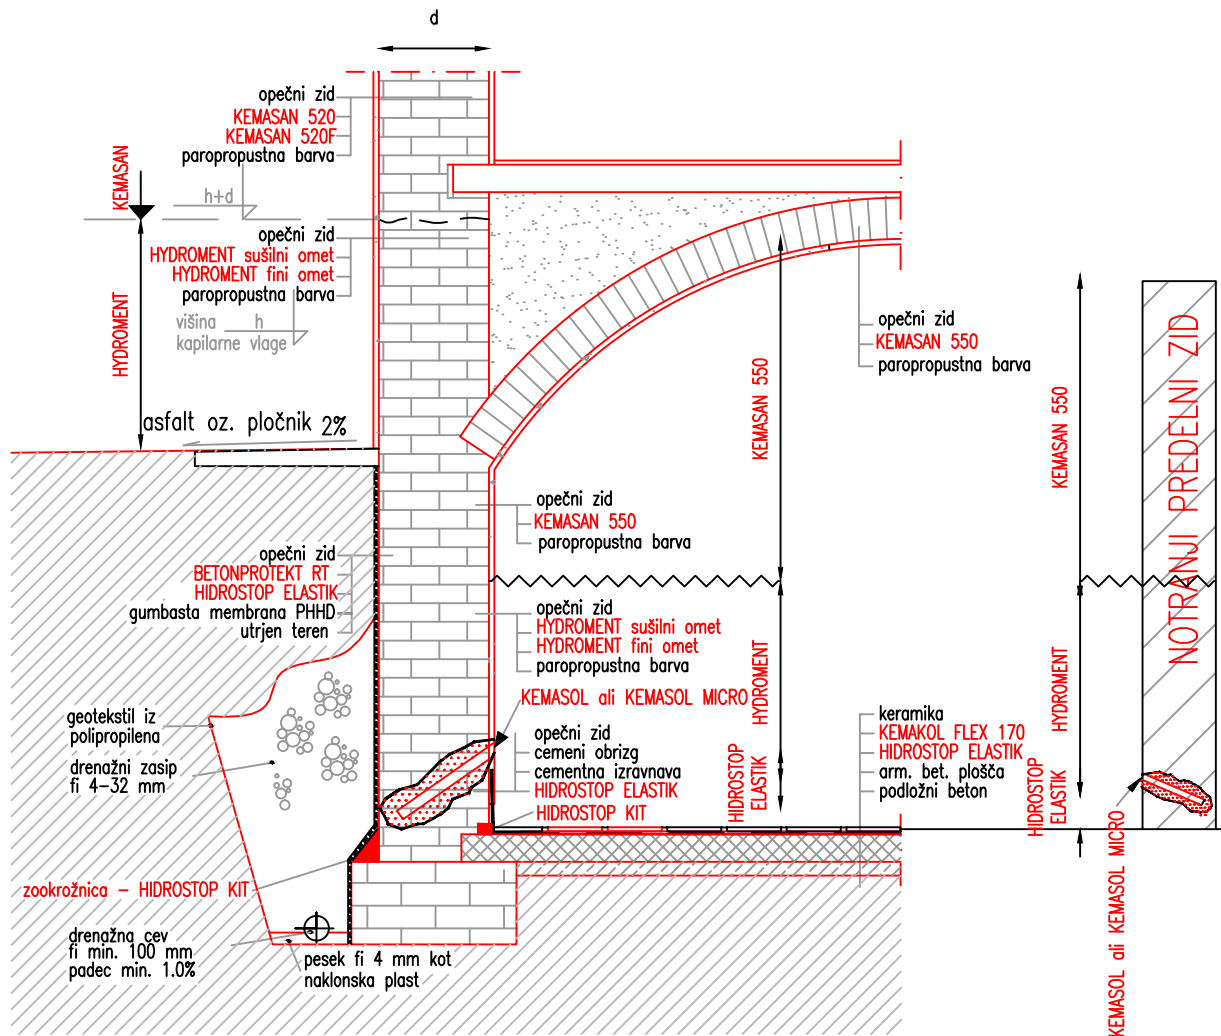 d
opečni zid
KEMASAN 520
KEMASAN 520F
paropropustna barva
KEMASAN
h+d
opečni zid
HYDROMENT sušilni omet
HYDROMENT fini omet
paropropustna barva
višina h
kapilarne vlage
HYDROMENT
asfalt oz. pločnik 2%
opečni zid
KEMASAN 550
paropropustna barva
KEMASAN 550
KEMASAN 550
NOTRANJI PREDELNI ZID
opečni zid
KEMASAN 550
paropropustna barva
opečni zid
BETONPROTEKT RT
HIDROSTOP ELASTIK
gumbasta membrana PHHD
utrjen teren
opečni zid
HYDROMENT sušilni omet
HYDROMENT fini omet
paropropustna barva
HYDROMENT
HYDROMENT
KEMASOL ali KEMASOL MICRO
geotekstil iz
polipropilena
drenažni zasip
fi 4-32 mm
opečni zid
cemeni obrizg
cementna izravnava
HIDROSTOP ELASTIK
HIDROSTOP KIT
HIDROSTOP
ELASTIK
keramika
KEMAKOL FLEX 170
HIDROSTOP ELASTIK
arm. bet. plošča
podložni beton
HIDROSTOP
ELASTIK
KEMASOL ali KEMASOL MICRO
zookrožnica - HIDROSTOP KIT
drenažna cev
fi min. 100 mm
padec min. 1.0%
pesek fi 4 mm kot
naklonska plast